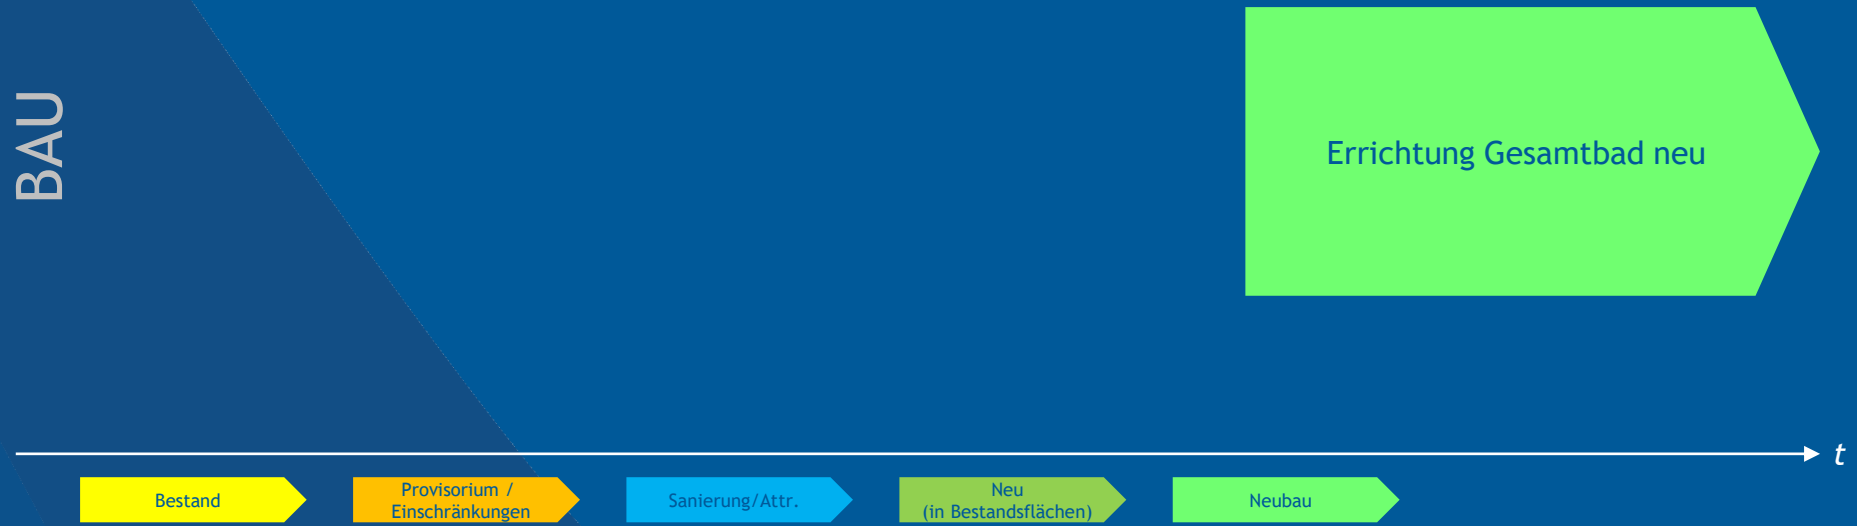 BAU
Errichtung Gesamtbad neu
t
Bestand
Provisorium /
Einschränkungen
Sanierung/Attr.
Neu
(in Bestandsflächen)
Neubau